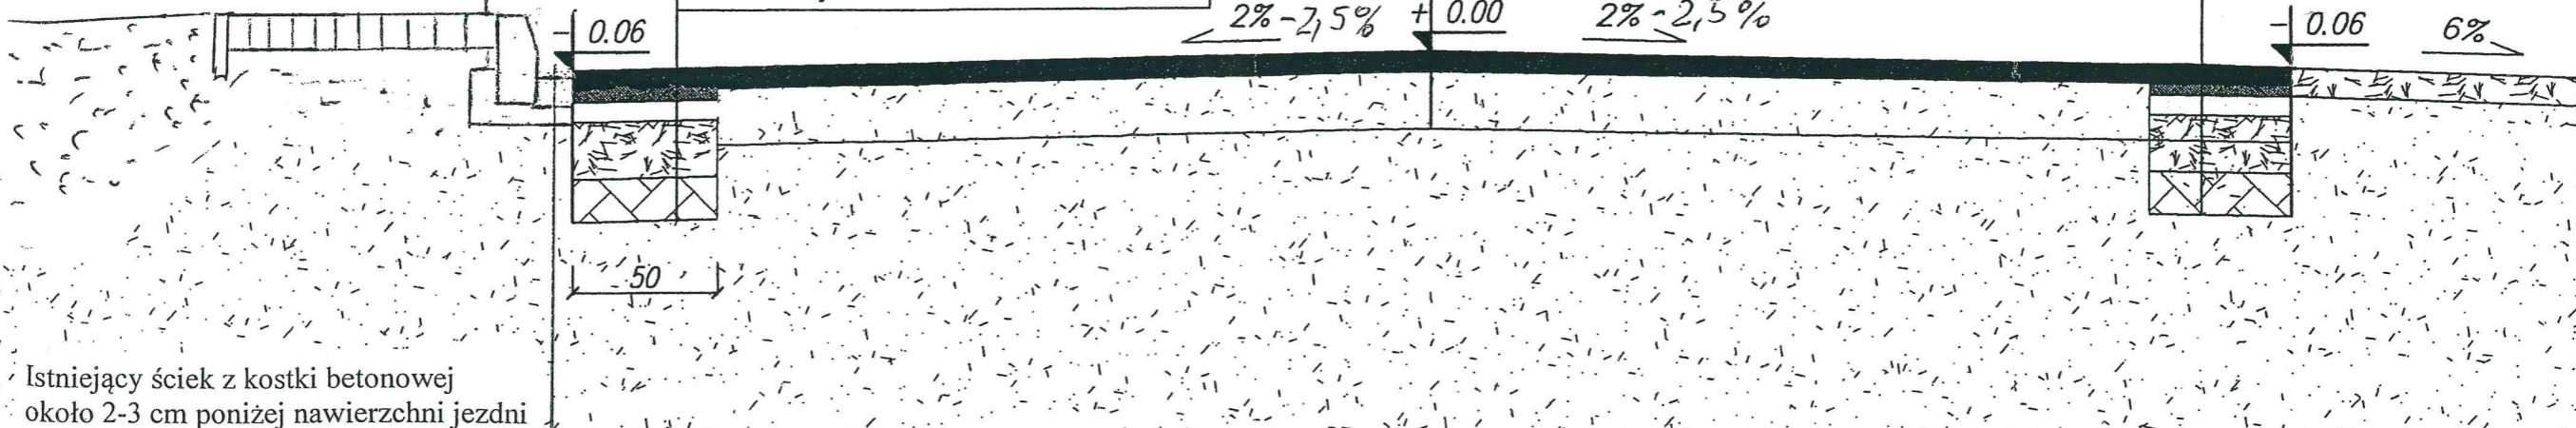 - 0.06
2% - 2,5%
+ 0.00
2% - 2,5%
- 0.06
6%
50
Istniejący ściek z kostki betonowej
około 2-3 cm poniżej nawierzchni jezdni